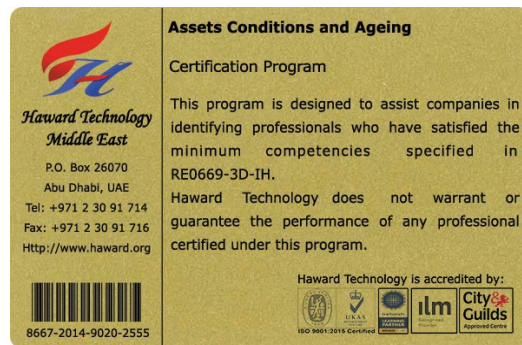 Haward Technology
Middle East
P.O. Box 26070
Abu Dhabi, UAE
Tel: +971 2 30 91 714
Fax: +971 2 30 91 716
Http://www.haward.org
8667-2014-9020-2555
Assets Conditions and Ageing
Certification Program
This program is designed to assist companies in
identifying professionals who have satisfied the
minimum competencies specified in
RE0669-3D-IH.
Haward Technology does not warrant or
guarantee the performance of any professional
certified under this program.
Haward Technology is accredited by:
UKAS
ISO 9001:2015 Certified
ilm
City&
Guilds
Approved Centre